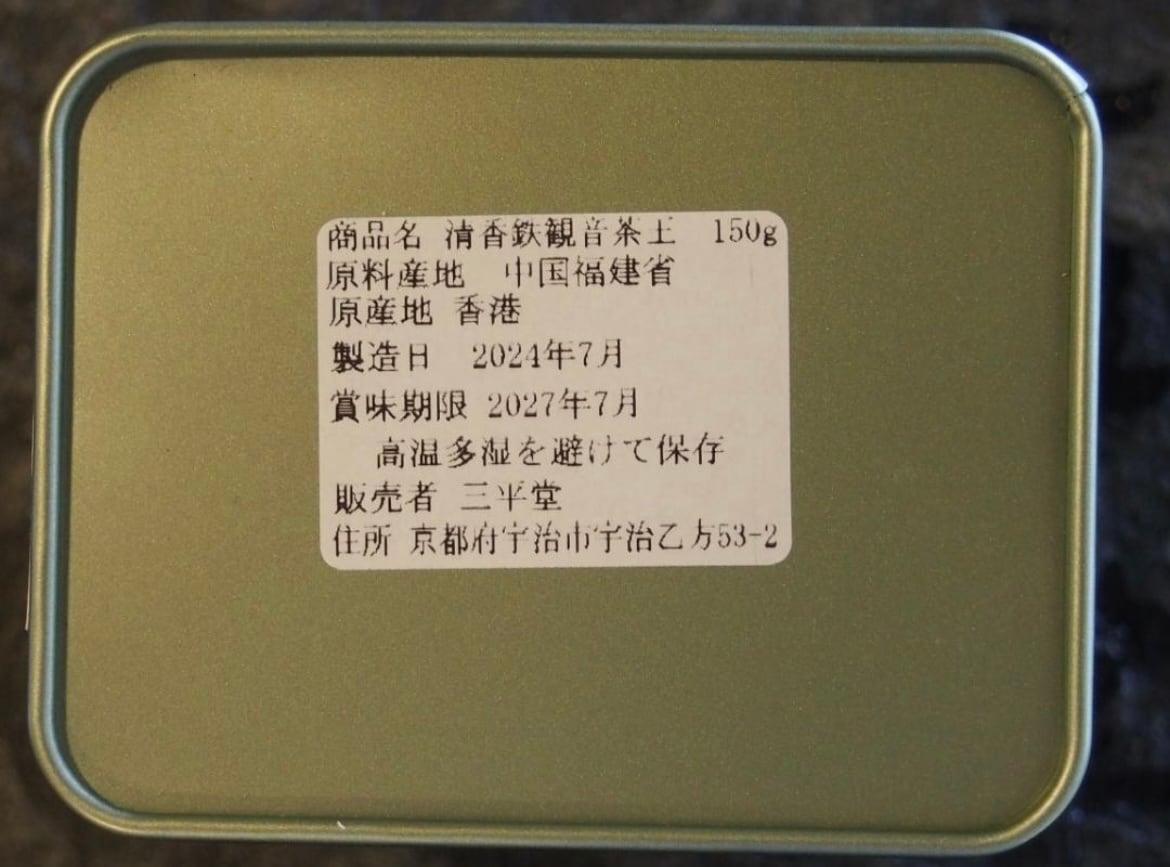 商品名 清香鉄観音茶王 150g
原料産地 中国福建省
原産地 香港
製造日 2024年7月
賞味期限 2027年7月
高温多湿を避けて保存
販売者 三平堂
住所 京都府宇治市宇治乙方53-2